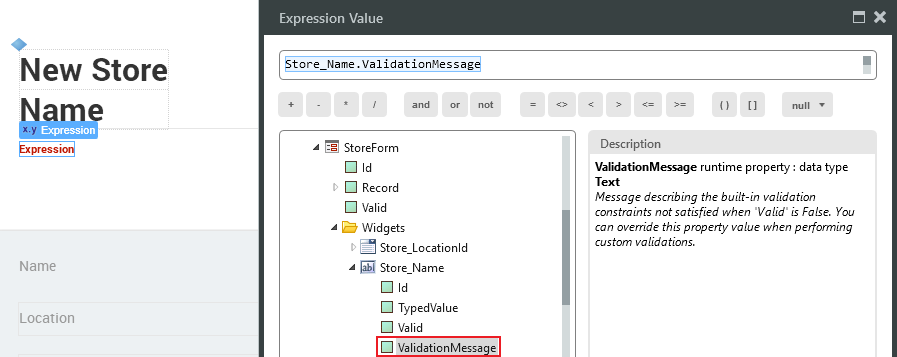 New Store
Name
x.y Expression
Expression
Name
Location
Expression Value
Store_Name.ValidationMessage
+ - * / and or not = <> < > <= >= ( ) [ ] null
StoreForm
Id
Record
Valid
Widgets
Store_LocationId
abl Store_Name
Id
TypedValue
Valid
ValidationMessage
Description
ValidationMessage runtime property : data type
Text
Message describing the built-in validation
constraints not satisfied when 'Valid' is False. You
can override this property value when performing
custom validations.